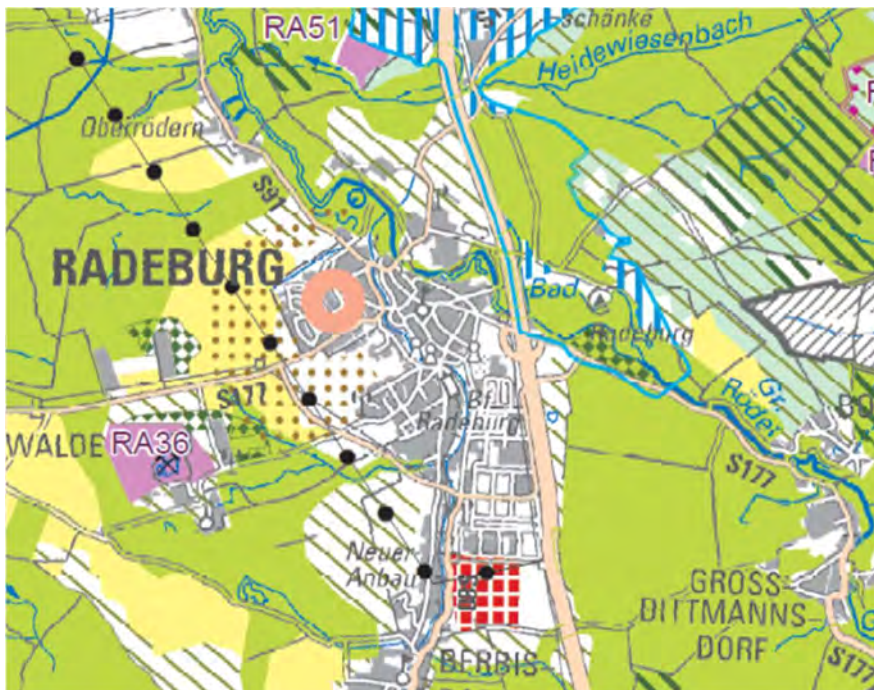 RA51
schänke
Heidewiesenbach
Oberrödern
S91
RADEBURG
Bad
Radeburg
Gr.
Röder
S177
WALDE
RA36
Bf.
Radeburg
S177
Neuer
Anbau
GROSS-
DITTMANNS-
DORF
BERBIS
S177